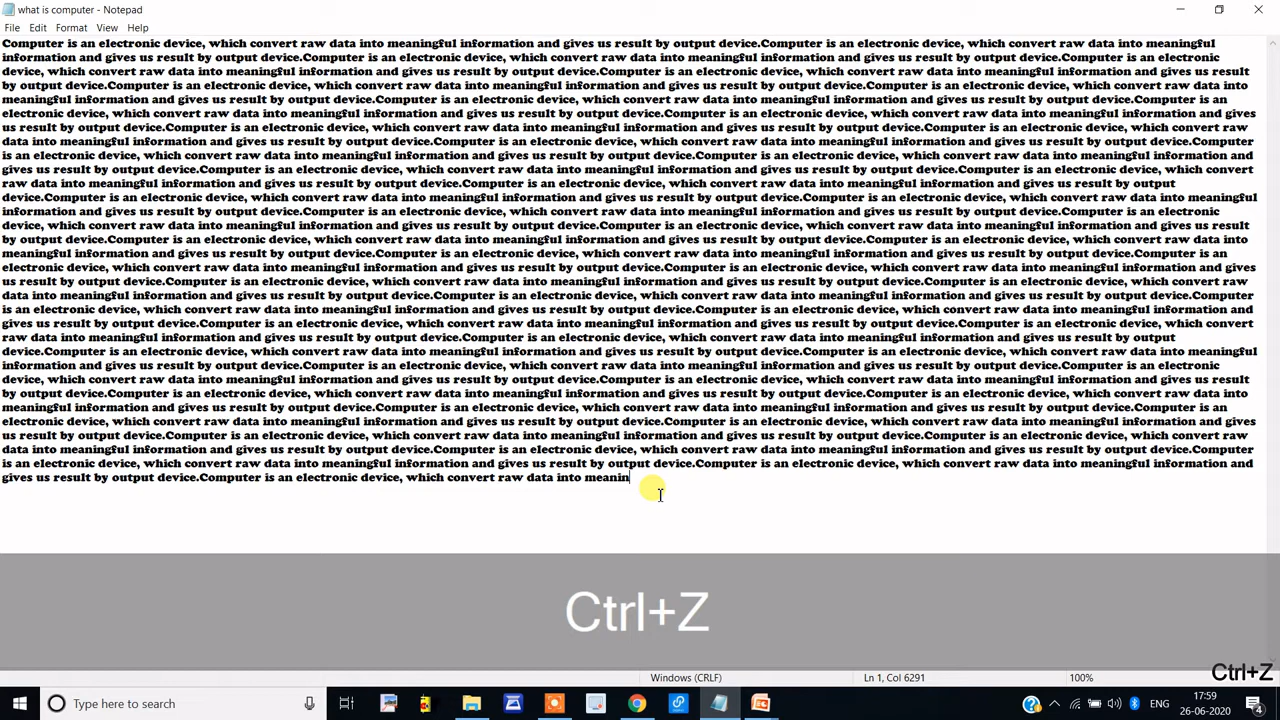 what is computer - Notepad
File Edit Format View Help
Computer is an electronic device, which convert raw data into meaningful information and gives us result by output device.Computer is an electronic device, which convert raw data into meaningful
information and gives us result by output device.Computer is an electronic device, which convert raw data into meaningful information and gives us result by output device.Computer is an electronic
device, which convert raw data into meaningful information and gives us result by output device.Computer is an electronic device, which convert raw data into meaningful information and gives us result
by output device.Computer is an electronic device, which convert raw data into meaningful information and gives us result by output device.Computer is an electronic device, which convert raw data into
meaningful information and gives us result by output device.Computer is an electronic device, which convert raw data into meaningful information and gives us result by output device.Computer is an
electronic device, which convert raw data into meaningful information and gives us result by output device.Computer is an electronic device, which convert raw data into meaningful information and gives
us result by output device.Computer is an electronic device, which convert raw data into meaningful information and gives us result by output device.Computer is an electronic device, which convert raw
data into meaningful information and gives us result by output device.Computer is an electronic device, which convert raw data into meaningful information and gives us result by output device.Computer
is an electronic device, which convert raw data into meaningful information and gives us result by output device.Computer is an electronic device, which convert raw data into meaningful information and
gives us result by output device.Computer is an electronic device, which convert raw data into meaningful information and gives us result by output device.Computer is an electronic device, which convert
raw data into meaningful information and gives us result by output device.Computer is an electronic device, which convert raw data into meaningful information and gives us result by output
device.Computer is an electronic device, which convert raw data into meaningful information and gives us result by output device.Computer is an electronic device, which convert raw data into meaningful
information and gives us result by output device.Computer is an electronic device, which convert raw data into meaningful information and gives us result by output device.Computer is an electronic
device, which convert raw data into meaningful information and gives us result by output device.Computer is an electronic device, which convert raw data into meaningful information and gives us result
by output device.Computer is an electronic device, which convert raw data into meaningful information and gives us result by output device.Computer is an electronic device, which convert raw data into
meaningful information and gives us result by output device.Computer is an electronic device, which convert raw data into meaningful information and gives us result by output device.Computer is an
electronic device, which convert raw data into meaningful information and gives us result by output device.Computer is an electronic device, which convert raw data into meaningful information and gives
us result by output device.Computer is an electronic device, which convert raw data into meaningful information and gives us result by output device.Computer is an electronic device, which convert raw
data into meaningful information and gives us result by output device.Computer is an electronic device, which convert raw data into meaningful information and gives us result by output device.Computer
is an electronic device, which convert raw data into meaningful information and gives us result by output device.Computer is an electronic device, which convert raw data into meaningful information and
gives us result by output device.Computer is an electronic device, which convert raw data into meaningful information and gives us result by output device.Computer is an electronic device, which convert
raw data into meaningful information and gives us result by output device.Computer is an electronic device, which convert raw data into meaningful information and gives us result by output
device.Computer is an electronic device, which convert raw data into meaningful information and gives us result by output device.Computer is an electronic device, which convert raw data into meaningful
information and gives us result by output device.Computer is an electronic device, which convert raw data into meaningful information and gives us result by output device.Computer is an electronic
device, which convert raw data into meaningful information and gives us result by output device.Computer is an electronic device, which convert raw data into meaningful information and gives us result
by output device.Computer is an electronic device, which convert raw data into meaningful information and gives us result by output device.Computer is an electronic device, which convert raw data into
meaningful information and gives us result by output device.Computer is an electronic device, which convert raw data into meaningful information and gives us result by output device.Computer is an
electronic device, which convert raw data into meaningful information and gives us result by output device.Computer is an electronic device, which convert raw data into meaningful information and gives
us result by output device.Computer is an electronic device, which convert raw data into meaningful information and gives us result by output device.Computer is an electronic device, which convert raw
data into meaningful information and gives us result by output device.Computer is an electronic device, which convert raw data into meaningful information and gives us result by output device.Computer
is an electronic device, which convert raw data into meaningful information and gives us result by output device.Computer is an electronic device, which convert raw data into meaningful information and
gives us result by output device.Computer is an electronic device, which convert raw data into meanin
Ctrl+Z
Ctrl+Z
Windows (CRLF) Ln 1, Col 6291 100%
Type here to search
ENG 17:59
26-06-2020
4